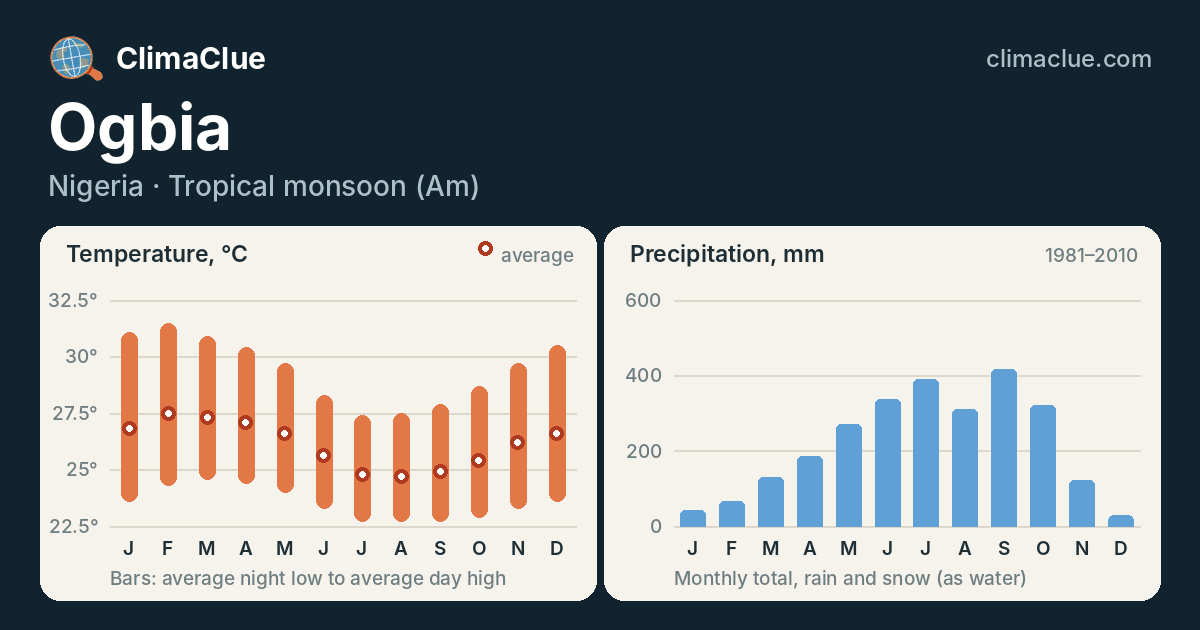 ClimaClue
climaclue.com
Ogbia
Nigeria · Tropical monsoon (Am)
Temperature, °C
average
32.5°
30°
27.5°
25°
22.5°
J F M A M J J A S O N D
Bars: average night low to average day high
Precipitation, mm
1981–2010
600
400
200
0
J F M A M J J A S O N D
Monthly total, rain and snow (as water)